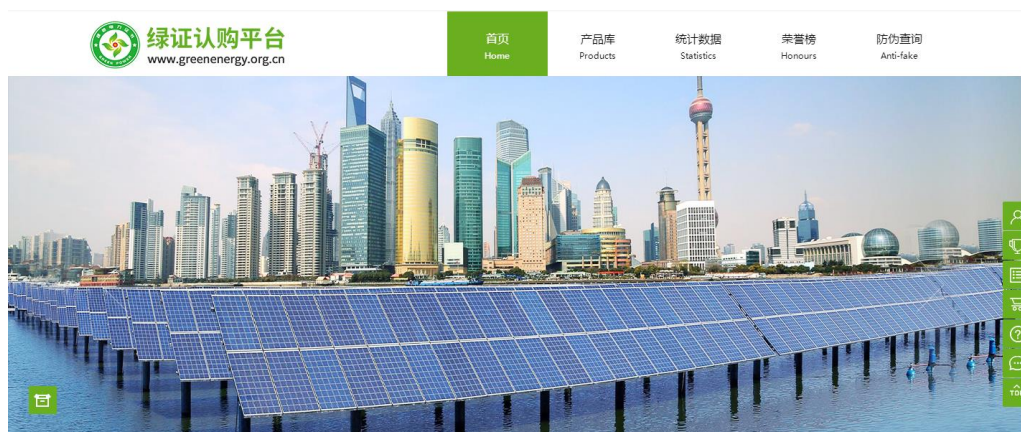 绿证认购平台
www.greenenergy.org.cn
首页
Home
产品库
Products
统计数据
Statistics
荣誉榜
Honours
防伪查询
Anti-fake